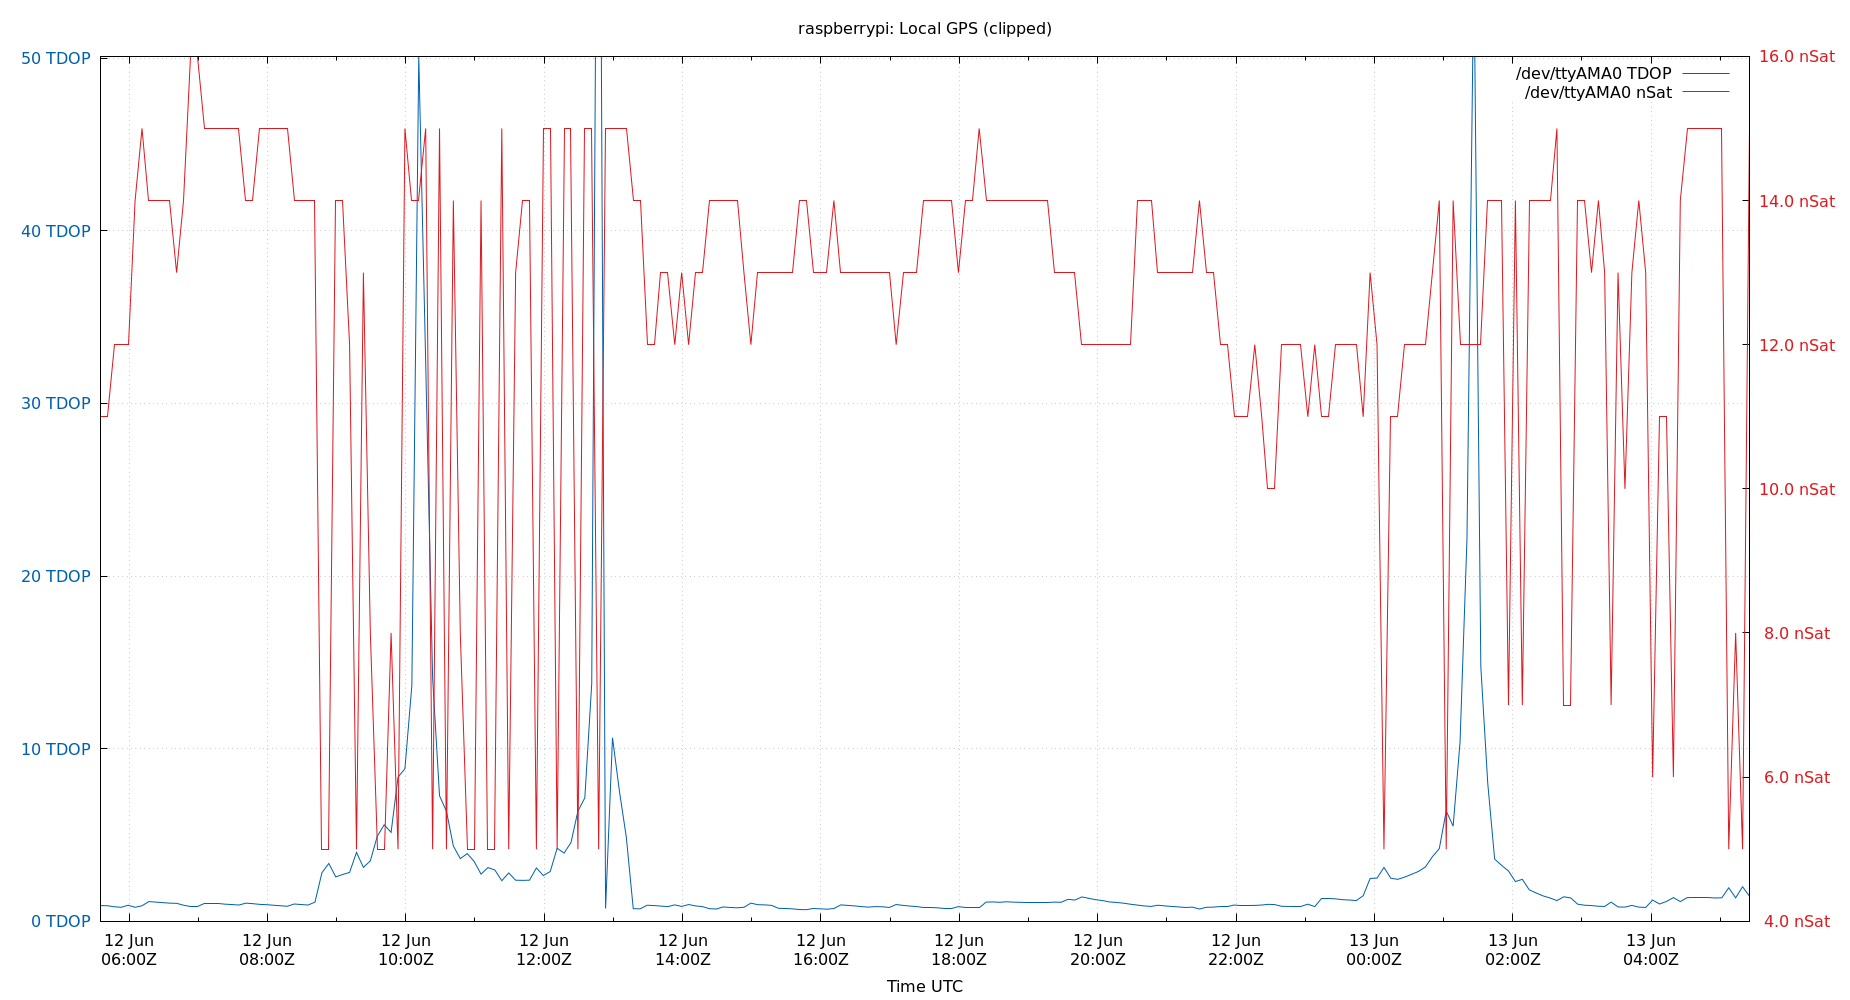 raspberrypi: Local GPS (clipped)
50 TDOP
40 TDOP
30 TDOP
20 TDOP
10 TDOP
0 TDOP
16.0 nSat
14.0 nSat
12.0 nSat
10.0 nSat
8.0 nSat
6.0 nSat
4.0 nSat
/dev/ttyAMA0 TDOP
/dev/ttyAMA0 nSat
12 Jun
06:00Z
12 Jun
08:00Z
12 Jun
10:00Z
12 Jun
12:00Z
12 Jun
14:00Z
12 Jun
16:00Z
12 Jun
18:00Z
12 Jun
20:00Z
12 Jun
22:00Z
13 Jun
00:00Z
13 Jun
02:00Z
13 Jun
04:00Z
Time UTC